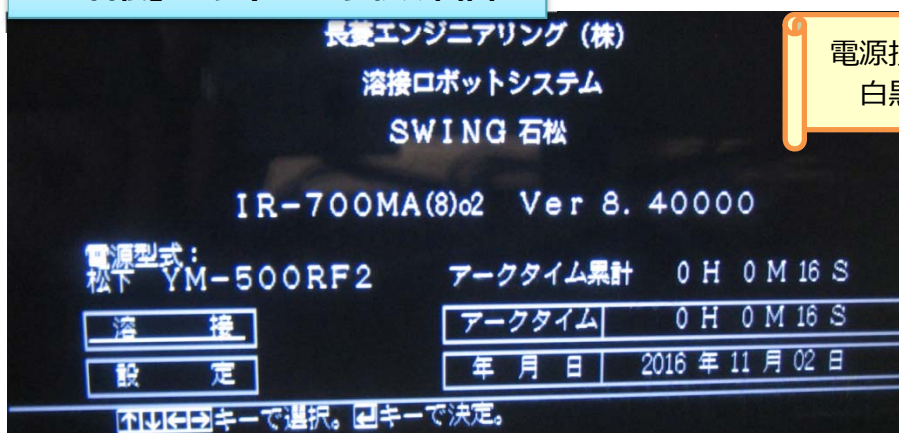 長菱エンジニアリング（株）
溶接ロボットシステム
SWING 石松
IR-700MA(8)o2 Ver 8.40000
電源型式：
松下 YM-500RF2 アークタイム累計 0 H 0 M 16 S
溶接 アークタイム 0 H 0 M 16 S
設定 年月日 2016 年 11 月 02 日
↑↓←→キーで選択。↵キーで決定。
電源
白